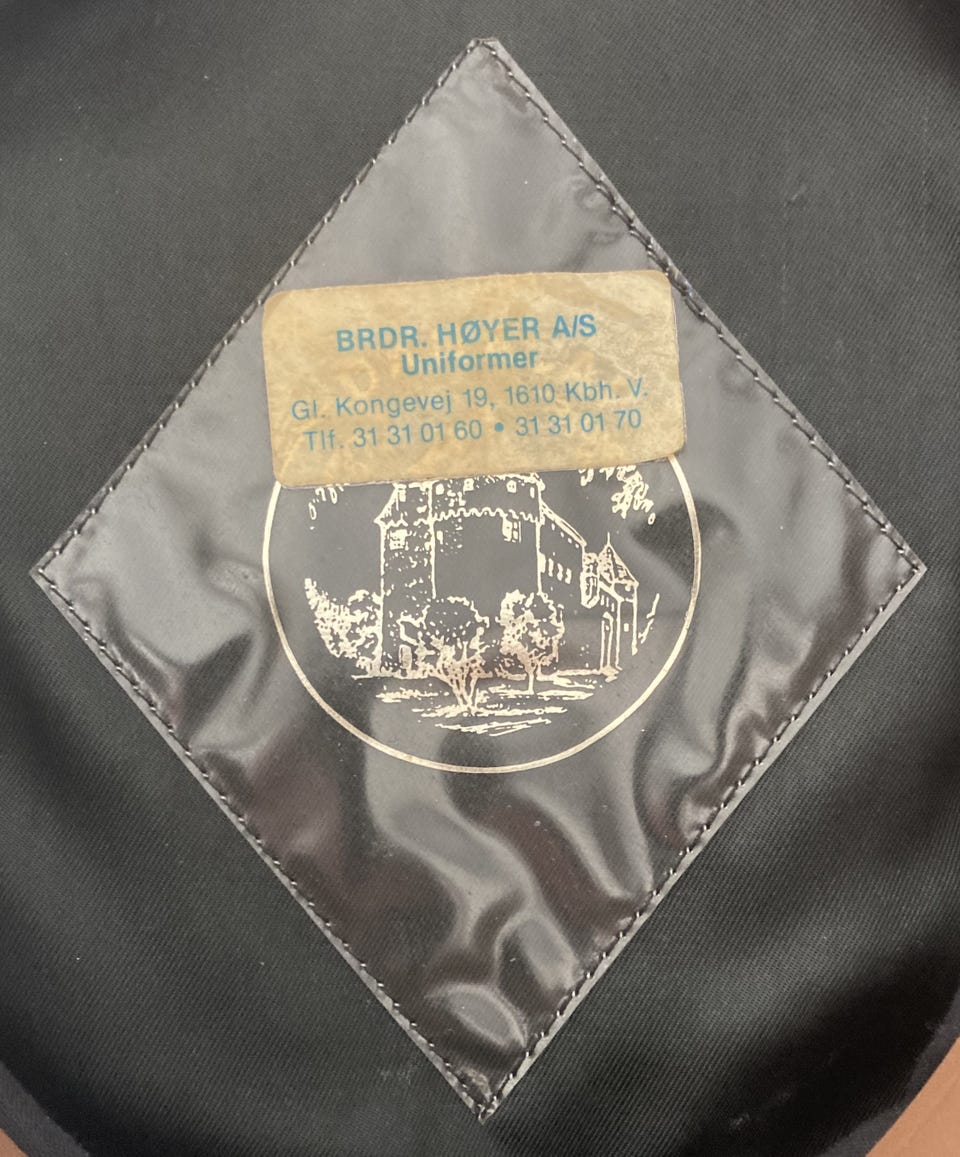 BRDR. HØYER A/S
Uniformer
Gl. Kongevej 19, 1610 Kbh. V.
Tlf. 31 31 01 60 • 31 31 01 70